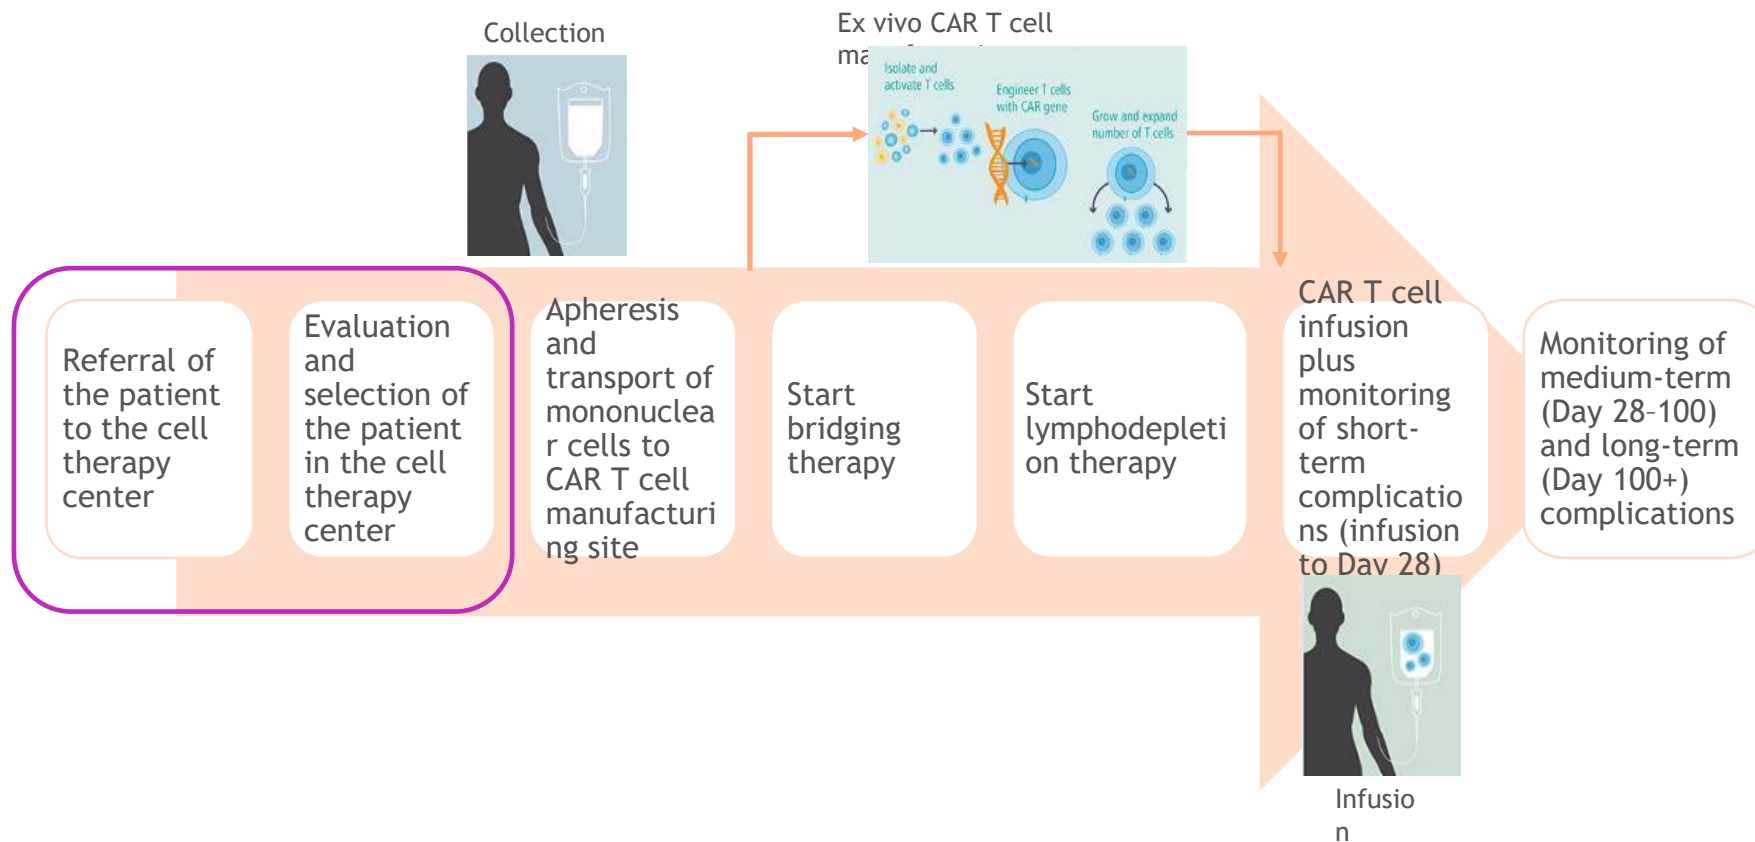 Collection
Ex vivo CAR T cell
Isolate and
activate T cells
Engineer T cells
with CAR gene
Grow and expand
number of T cells
Referral of
the patient
to the cell
therapy
center
Evaluation
and
selection of
the patient
in the cell
therapy
center
Apheresis
and
transport of
mononuclea
r cells to
CAR T cell
manufacturi
ng site
Start
bridging
therapy
Start
lymphodepleti
on therapy
CAR T cell
infusion
plus
monitoring
of short-
term
complicatio
ns (infusion
to Day 28)
Monitoring of
medium-term
(Day 28–100)
and long-term
(Day 100+)
complications
Infusio
n